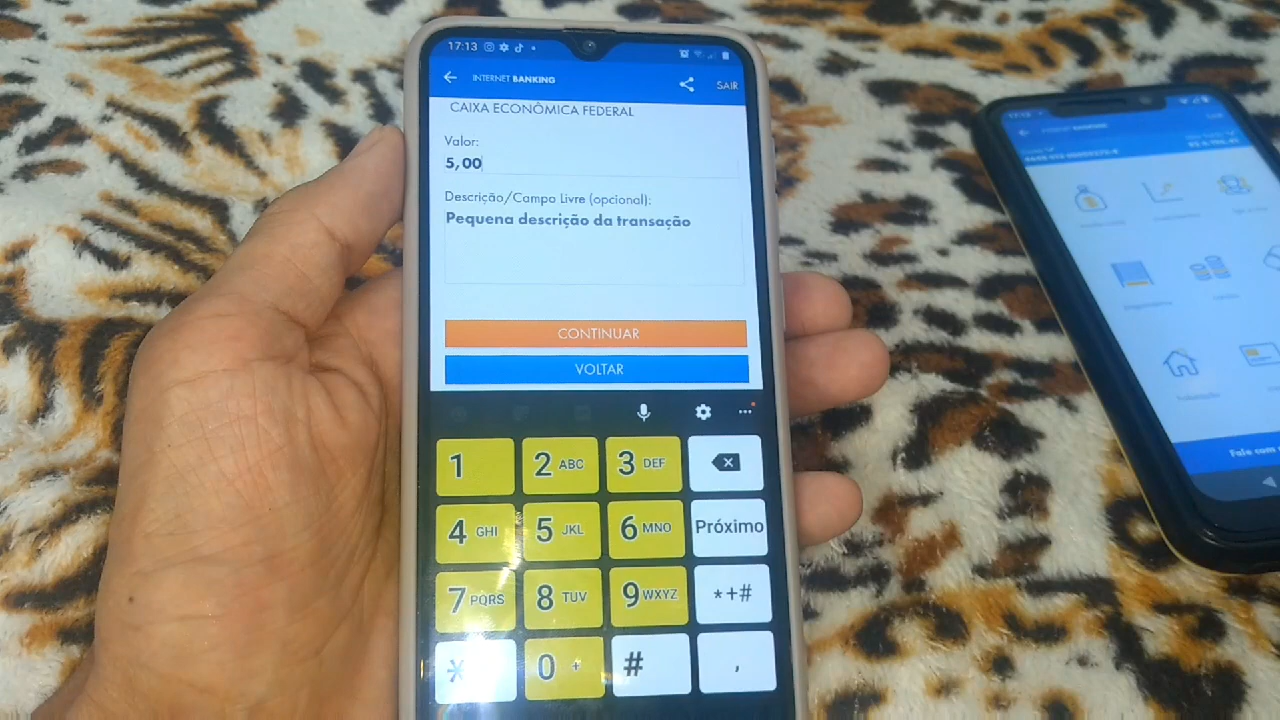 17:13
INTERNET BANKING
SAIR
CAIXA ECONÔMICA FEDERAL
Valor:
5,00
Descrição/Campo Livre (opcional):
Pequena descrição da transação
CONTINUAR
VOLTAR
1
2 ABC
3 DEF
4 GHI
5 JKL
6 MNO
Próximo
7 PQRS
8 TUV
9 WXYZ
*+#
*
0 +
#
,
Fale com